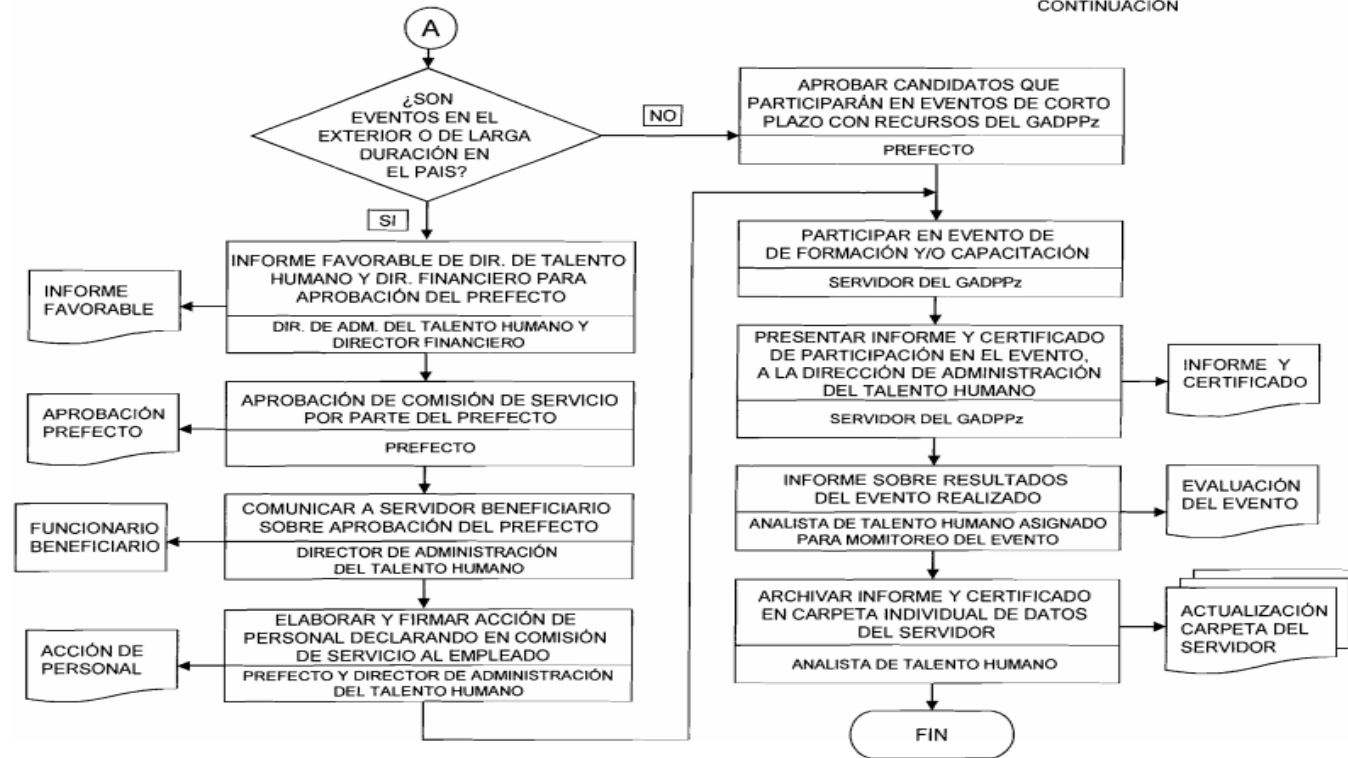 CONTINUACIÓN
A
¿SON
EVENTOS EN EL
EXTERIOR O DE LARGA
DURACIÓN EN
EL PAIS?
NO
SI
APROBAR CANDIDATOS QUE
PARTICIPARÁN EN EVENTOS DE CORTO
PLAZO CON RECURSOS DEL GADPPz
PREFECTO
INFORME FAVORABLE DE DIR. DE TALENTO
HUMANO Y DIR. FINANCIERO PARA
APROBACIÓN DEL PREFECTO
DIR. DE ADM. DEL TALENTO HUMANO Y
DIRECTOR FINANCIERO
INFORME
FAVORABLE
APROBACIÓN DE COMISIÓN DE SERVICIO
POR PARTE DEL PREFECTO
PREFECTO
APROBACIÓN
PREFECTO
COMUNICAR A SERVIDOR BENEFICIARIO
SOBRE APROBACIÓN DEL PREFECTO
DIRECTOR DE ADMINISTRACIÓN
DEL TALENTO HUMANO
FUNCIONARIO
BENEFICIARIO
ELABORAR Y FIRMAR ACCIÓN DE
PERSONAL DECLARANDO EN COMISIÓN
DE SERVICIO AL EMPLEADO
PREFECTO Y DIRECTOR DE ADMINISTRACIÓN
DEL TALENTO HUMANO
ACCIÓN DE
PERSONAL
PARTICIPAR EN EVENTO DE
DE FORMACIÓN Y/O CAPACITACIÓN
SERVIDOR DEL GADPPz
PRESENTAR INFORME Y CERTIFICADO
DE PARTICIPACIÓN EN EL EVENTO,
A LA DIRECCIÓN DE ADMINISTRACIÓN
DEL TALENTO HUMANO
SERVIDOR DEL GADPPz
INFORME Y
CERTIFICADO
INFORME SOBRE RESULTADOS
DEL EVENTO REALIZADO
ANALISTA DE TALENTO HUMANO ASIGNADO
PARA MOMITOREO DEL EVENTO
EVALUACIÓN
DEL EVENTO
ARCHIVAR INFORME Y CERTIFICADO
EN CARPETA INDIVIDUAL DE DATOS
DEL SERVIDOR
ANALISTA DE TALENTO HUMANO
ACTUALIZACIÓN
CARPETA DEL
SERVIDOR
FIN